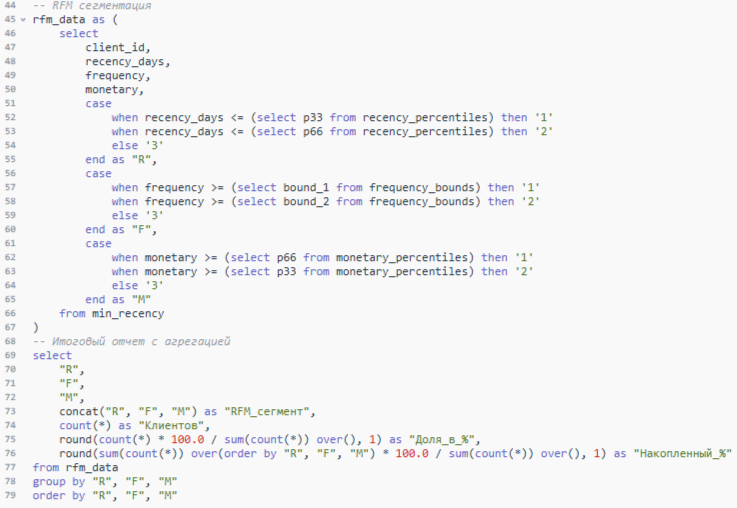 44 -- RFM сегментация
45 rfm_data as (
46     select
47         client_id,
48         recency_days,
49         frequency,
50         monetary,
51         case
52             when recency_days <= (select p33 from recency_percentiles) then '1'
53             when recency_days <= (select p66 from recency_percentiles) then '2'
54             else '3'
55         end as "R",
56         case
57             when frequency >= (select bound_1 from frequency_bounds) then '1'
58             when frequency >= (select bound_2 from frequency_bounds) then '2'
59             else '3'
60         end as "F",
61         case
62             when monetary >= (select p66 from monetary_percentiles) then '1'
63             when monetary >= (select p33 from monetary_percentiles) then '2'
64             else '3'
65         end as "M"
66     from min_recency
67 )
68 -- Итоговый отчет с агрегацией
69 select
70     "R",
71     "F",
72     "M",
73     concat("R", "F", "M") as "RFM_сегмент",
74     count(*) as "Клиентов",
75     round(count(*) * 100.0 / sum(count(*)) over(), 1) as "Доля_в_%",
76     round(sum(count(*)) over(order by "R", "F", "M") * 100.0 / sum(count(*)) over(), 1) as "Накопленный_%"
77 from rfm_data
78 group by "R", "F", "M"
79 order by "R", "F", "M"